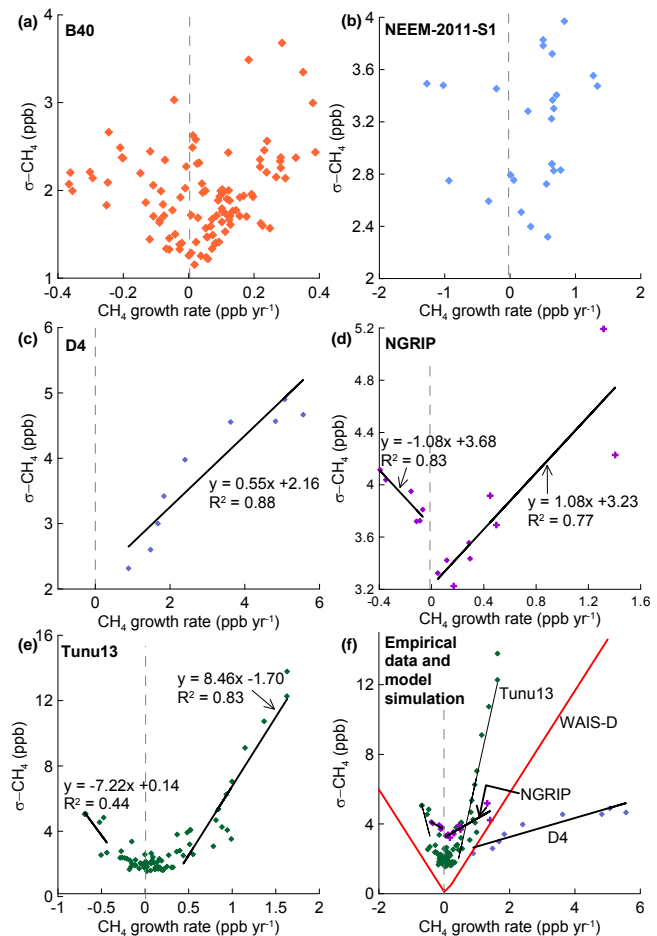 (a)
B40
4
3
2
1
σ−CH4 (ppb)
-0.4
-0.2
0
0.2
0.4
CH4 growth rate (ppb yr-1)
(b)
NEEM-2011-S1
4
3.6
3.2
2.8
2.4
2
σ−CH4 (ppb)
−2
−1
0
1
2
CH4 growth rate (ppb yr-1)
(c)
D4
6
5
4
3
2
σ−CH4 (ppb)
y = 0.55x +2.16
R2 = 0.88
0
2
4
6
CH4 growth rate (ppb yr-1)
(d)
NGRIP
5.2
4.8
4.4
4.0
3.6
3.2
σ−CH4 (ppb)
y = -1.08x +3.68
R2 = 0.83
y = 1.08x +3.23
R2 = 0.77
-0.4
0
0.4
0.8
1.2
1.6
CH4 growth rate (ppb yr-1)
(e)
Tunu13
16
12
8
4
0
σ−CH4 (ppb)
y = 8.46x -1.70
R2 = 0.83
y = -7.22x +0.14
R2 = 0.44
-1
-0.5
0
0.5
1
1.5
2
CH4 growth rate (ppb yr-1)
(f)
Empirical
data and
model
simulation
16
12
8
4
0
σ−CH4 (ppb)
Tunu13
WAIS-D
NGRIP
D4
−2
0
2
4
6
CH4 growth rate (ppb yr-1)